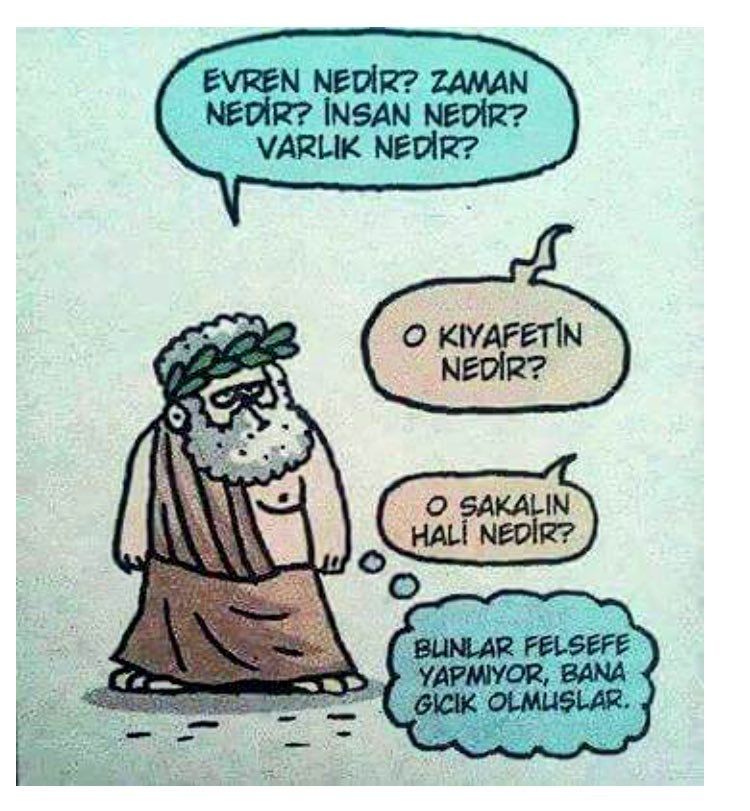 EVREN NEDİR? ZAMAN
NEDİR? İNSAN NEDİR?
VARLIK NEDİR?
O KIYAFETİN
NEDİR?
O SAKALIN
HALİ NEDİR?
BUNLAR FELSEFE
YAPMIYOR, BANA
GICIK OLMUŞLAR.